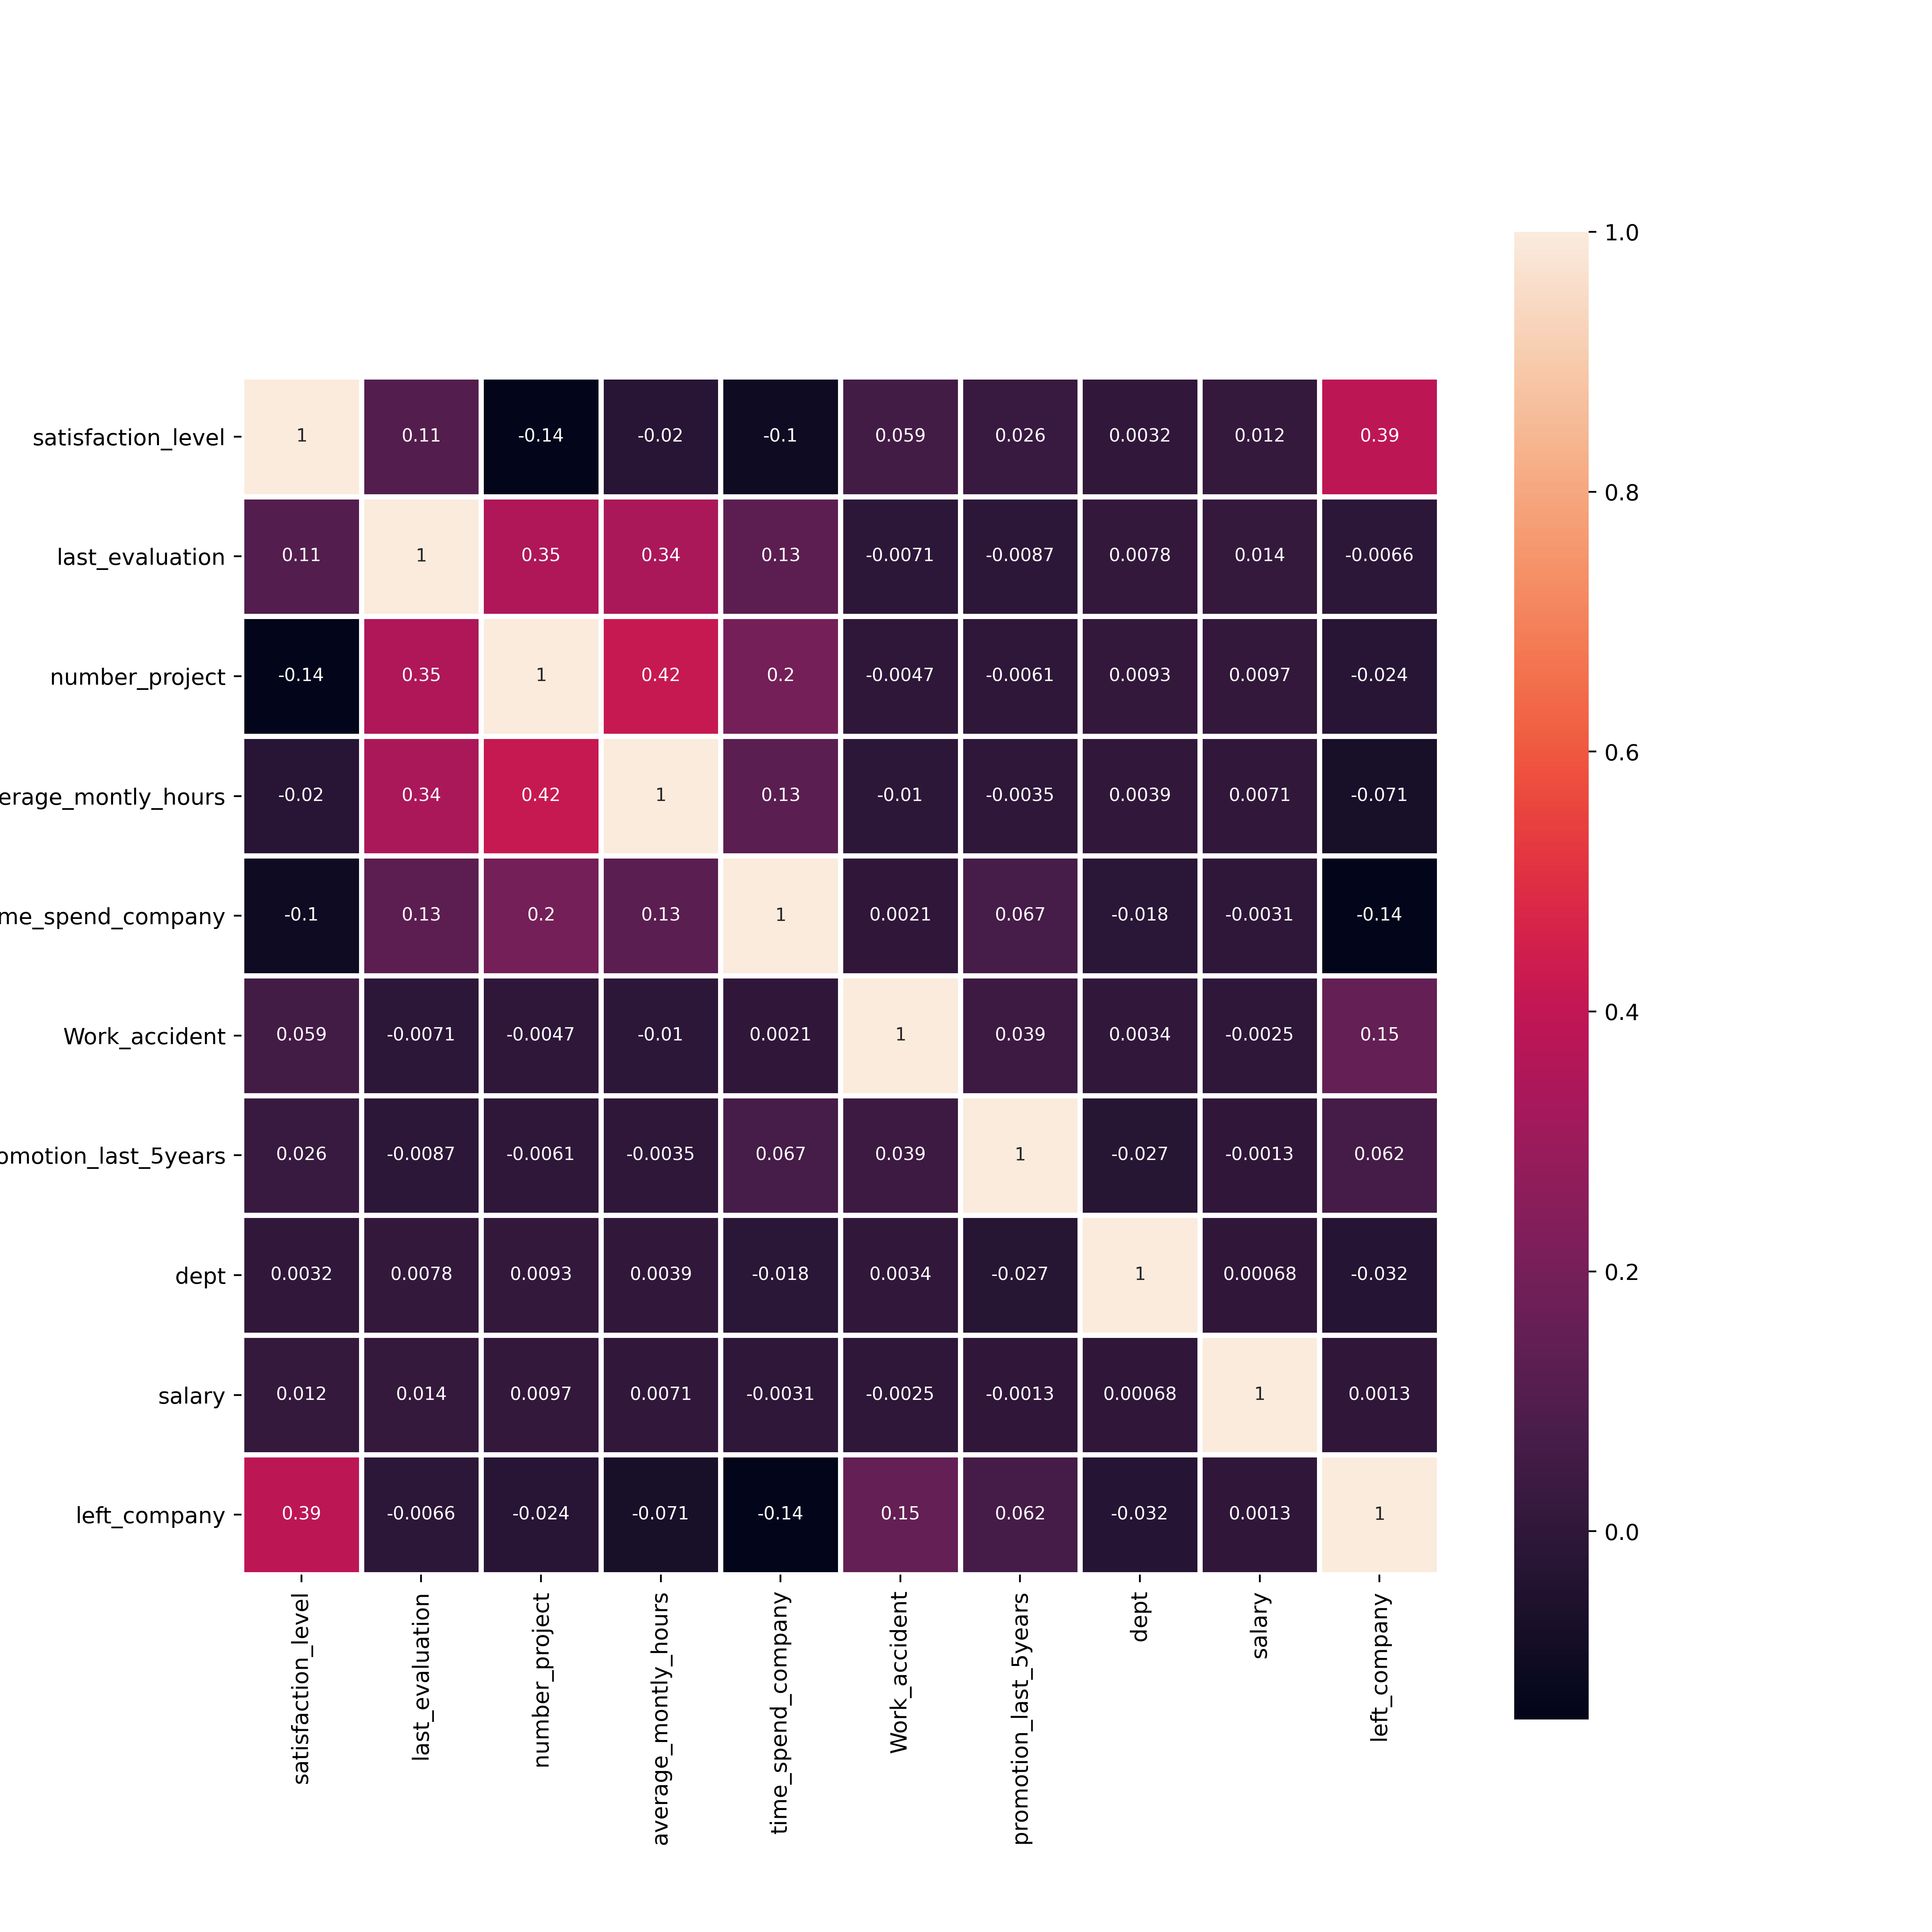 1.0
satisfaction_level 1 0.11 -0.14 -0.02 -0.1 0.059 0.026 0.0032 0.012 0.39
0.8
last_evaluation 0.11 1 0.35 0.34 0.13 -0.0071 -0.0087 0.0078 0.014 -0.0066
number_project -0.14 0.35 1 0.42 0.2 -0.0047 -0.0061 0.0093 0.0097 -0.024
0.6
erage_montly_hours -0.02 0.34 0.42 1 0.13 -0.01 -0.0035 0.0039 0.0071 -0.071
me_spend_company -0.1 0.13 0.2 0.13 1 0.0021 0.067 -0.018 -0.0031 -0.14
0.4
Work_accident 0.059 -0.0071 -0.0047 -0.01 0.0021 1 0.039 0.0034 -0.0025 0.15
omotion_last_5years 0.026 -0.0087 -0.0061 -0.0035 0.067 0.039 1 -0.027 -0.0013 0.062
0.2
dept 0.0032 0.0078 0.0093 0.0039 -0.018 0.0034 -0.027 1 0.00068 -0.032
salary 0.012 0.014 0.0097 0.0071 -0.0031 -0.0025 -0.0013 0.00068 1 0.0013
0.0
left_company 0.39 -0.0066 -0.024 -0.071 -0.14 0.15 0.062 -0.032 0.0013 1
satisfaction_level
last_evaluation
number_project
average_montly_hours
time_spend_company
Work_accident
promotion_last_5years
dept
salary
left_company